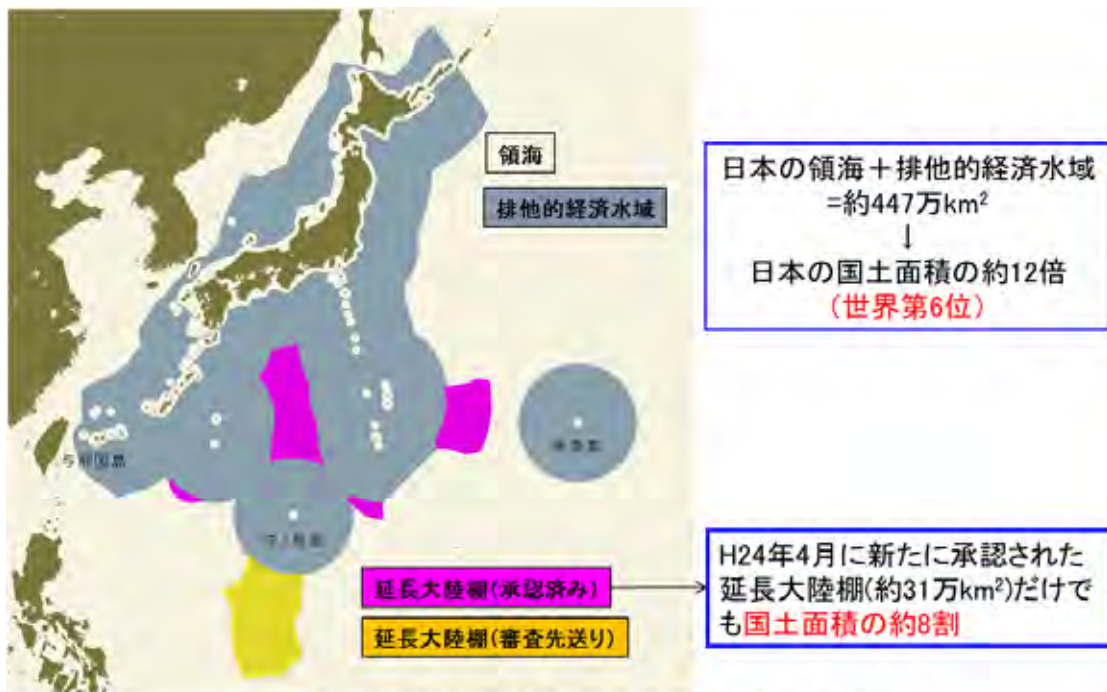 領海
排他的経済水域
日本の領海＋排他的経済水域
=約447万km²
↓
日本の国土面積の約12倍
（世界第6位）
与那国島
延長大陸棚(承認済み)
延長大陸棚(審査先送り)
H24年4月に新たに承認された
延長大陸棚(約31万km²)だけで
も国土面積の約8割